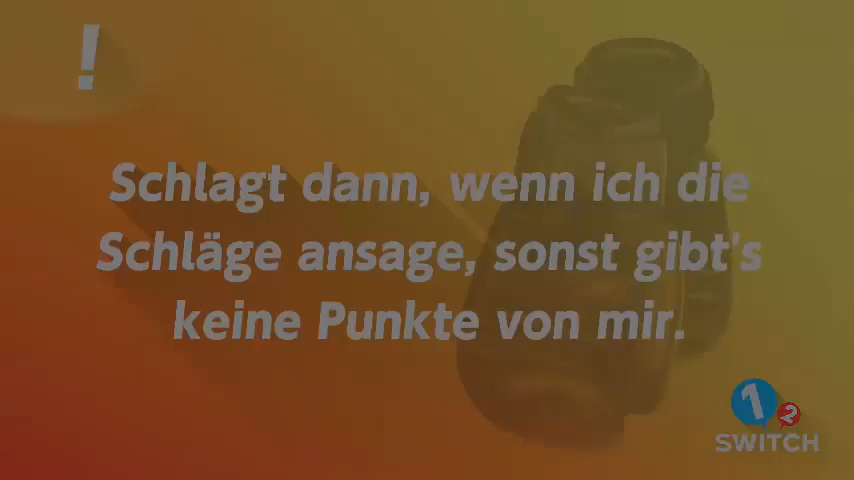 !
Schlagt dann, wenn ich die
Schläge ansage, sonst gibt's
keine Punkte von mir.
1 2
SWITCH